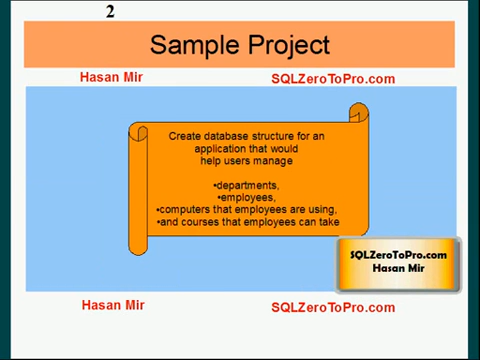 2
Sample Project
Hasan Mir SQLZeroToPro.com
Create database structure for an
application that would
help users manage
•departments,
•employees,
•computers that employees are using,
•and courses that employees can take
SQLZeroToPro.com
Hasan Mir
Hasan Mir SQLZeroToPro.com